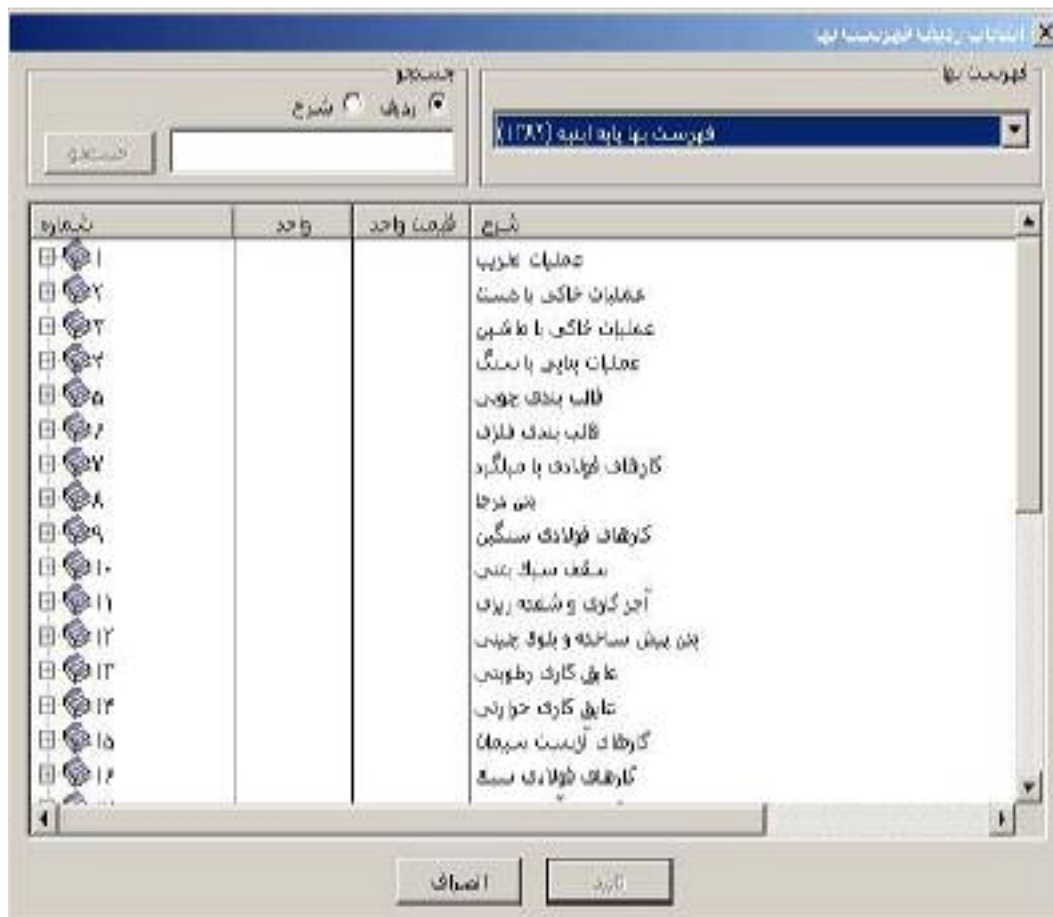 انتخاب ردیف فهرست بها
فهرست بها
جستجو
ردیف
شرح
فهرست بها پایه ابنیه (۱۳۸۲)
جستجو
شماره واحد قیمت واحد شرح
۱ عملیات تخریب
۲ عملیات خاکی با دست
۳ عملیات خاکی با ماشین
۴ عملیات بنایی با سنگ
۵ قالب بندی چوبی
۶ قالب بندی فلزی
۷ کارهای فولادی با میلگرد
۸ بتن درجا
۹ کارهای فولادی سنگین
۱۰ سقف سبک بتنی
۱۱ آجر کاری و شفته ریزی
۱۲ بتن پیش ساخته و بلوک چینی
۱۳ عایق کاری رطوبتی
۱۴ عایق کاری حرارتی
۱۵ کارهای آزبست سیمان
۱۶ کارهای فولادی سبک
تایید
انصراف